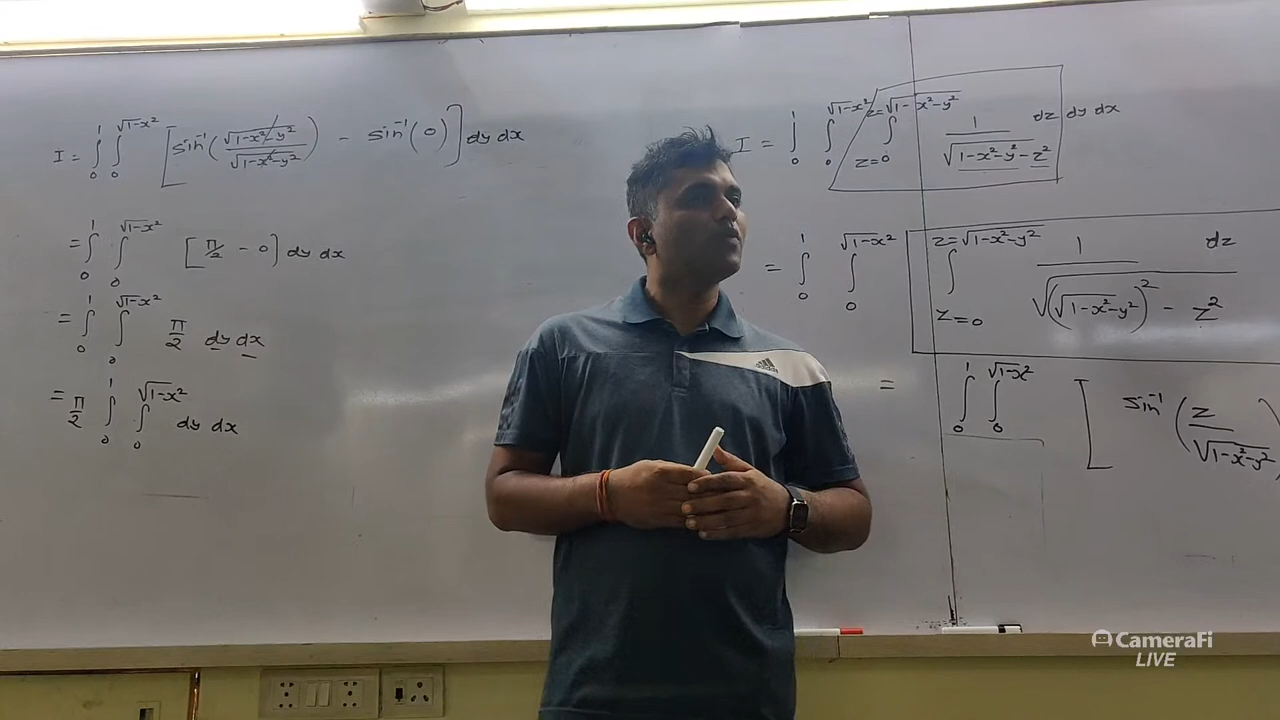 I = ∫₀¹ ∫₀^√1-x² [sin⁻¹(√1-x²-y² / √1-x²-y²) - sin⁻¹(0)] dy dx
= ∫₀¹ ∫₀^√1-x² [π/2 - 0] dy dx
= ∫₀¹ ∫₀^√1-x² π/2 dy dx
= π/2 ∫₀¹ ∫₀^√1-x² dy dx
I = ∫₀¹ ∫₀^√1-x² ∫_z=0^z=√1-x²-y² 1/√1-x²-y²-z² dz dy dx
= ∫₀¹ ∫₀^√1-x² ∫_z=0^z=√1-x²-y² 1/√(√1-x²-y²)² - z² dz
= ∫₀¹ ∫₀^√1-x² [sin⁻¹(z/√1-x²-y²)
adidas
CameraFi
LIVE